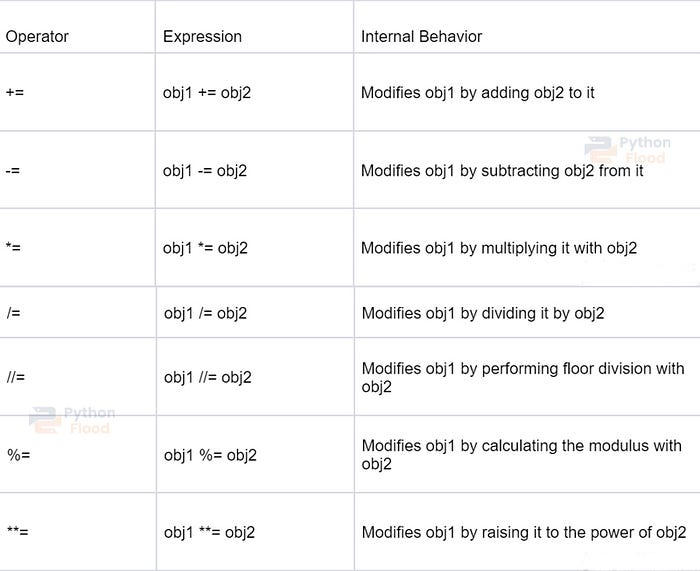 Operator Expression Internal Behavior
+= obj1 += obj2 Modifies obj1 by adding obj2 to it
Python
Flood
-= obj1 -= obj2 Modifies obj1 by subtracting obj2 from it
*= obj1 *= obj2 Modifies obj1 by multiplying it with obj2
/= obj1 /= obj2 Modifies obj1 by dividing it by obj2
//= obj1 //= obj2 Modifies obj1 by performing floor division with
obj2
Python
Flood
%= obj1 %= obj2 Modifies obj1 by calculating the modulus with
obj2
**= obj1 **= obj2 Modifies obj1 by raising it to the power of obj2